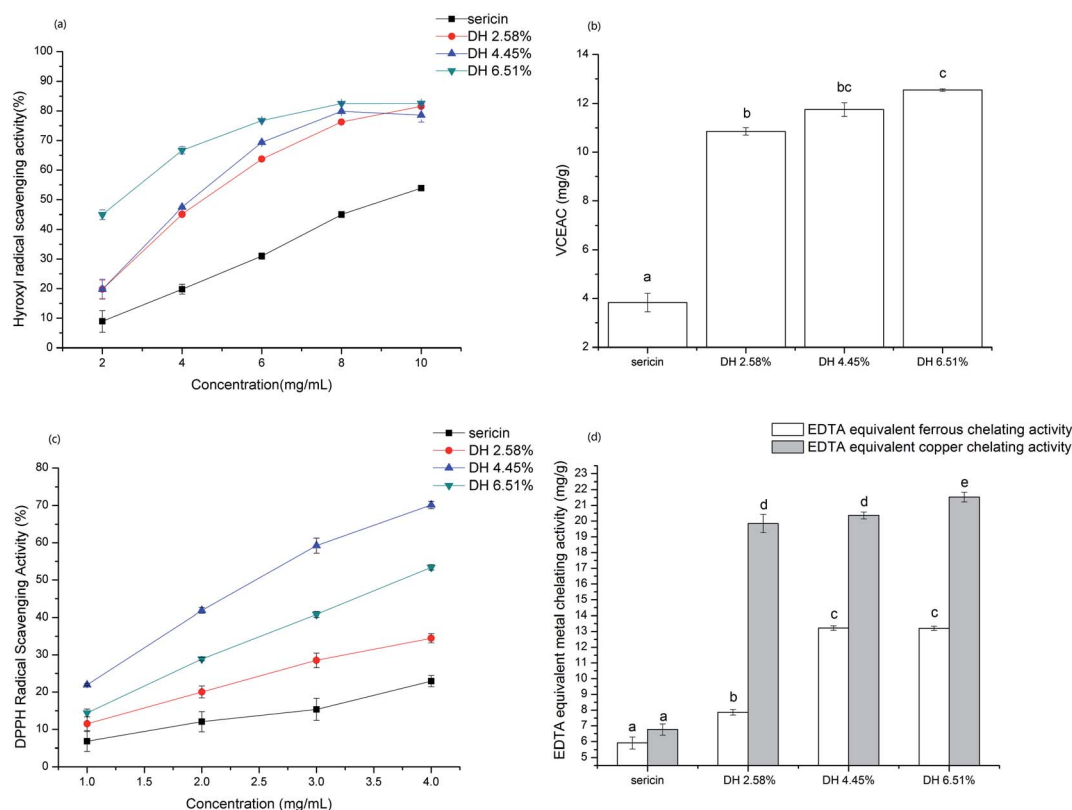 (a)
sericin
DH 2.58%
DH 4.45%
DH 6.51%
Hyroxyl radical scavenging activity(%)
100
90
80
70
60
50
40
30
20
10
0
2 4 6 8 10
Concentration(mg/mL)
(b)
VCEAC (mg/g)
14
12
10
8
6
4
2
a
b
bc
c
sericin DH 2.58% DH 4.45% DH 6.51%
(c)
sericin
DH 2.58%
DH 4.45%
DH 6.51%
DPPH Radical Scavenging Activity (%)
80
70
60
50
40
30
20
10
0
1.0 1.5 2.0 2.5 3.0 3.5 4.0
Concentration (mg/mL)
(d)
EDTA equivalent ferrous chelating activity
EDTA equivalent copper chelating activity
EDTA equivalent metal chelating activity (mg/g)
23
22
21
20
19
18
17
16
15
14
13
12
11
10
9
8
7
6
5
a a
b d
c d
c e
sericin DH 2.58% DH 4.45% DH 6.51%